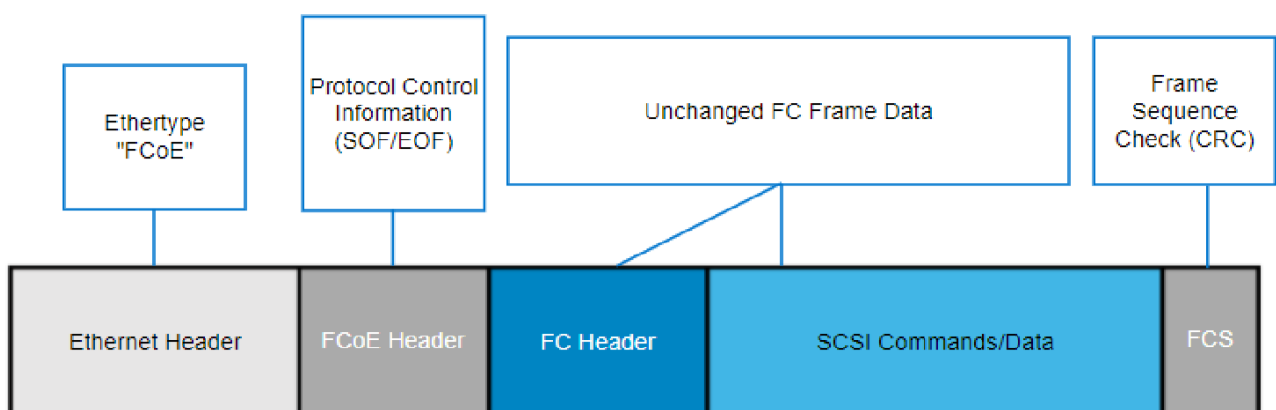 Ethertype
"FCoE"
Protocol Control
Information
(SOF/EOF)
Unchanged FC Frame Data
Frame
Sequence
Check (CRC)
Ethernet Header
FCoE Header
FC Header
SCSI Commands/Data
FCS